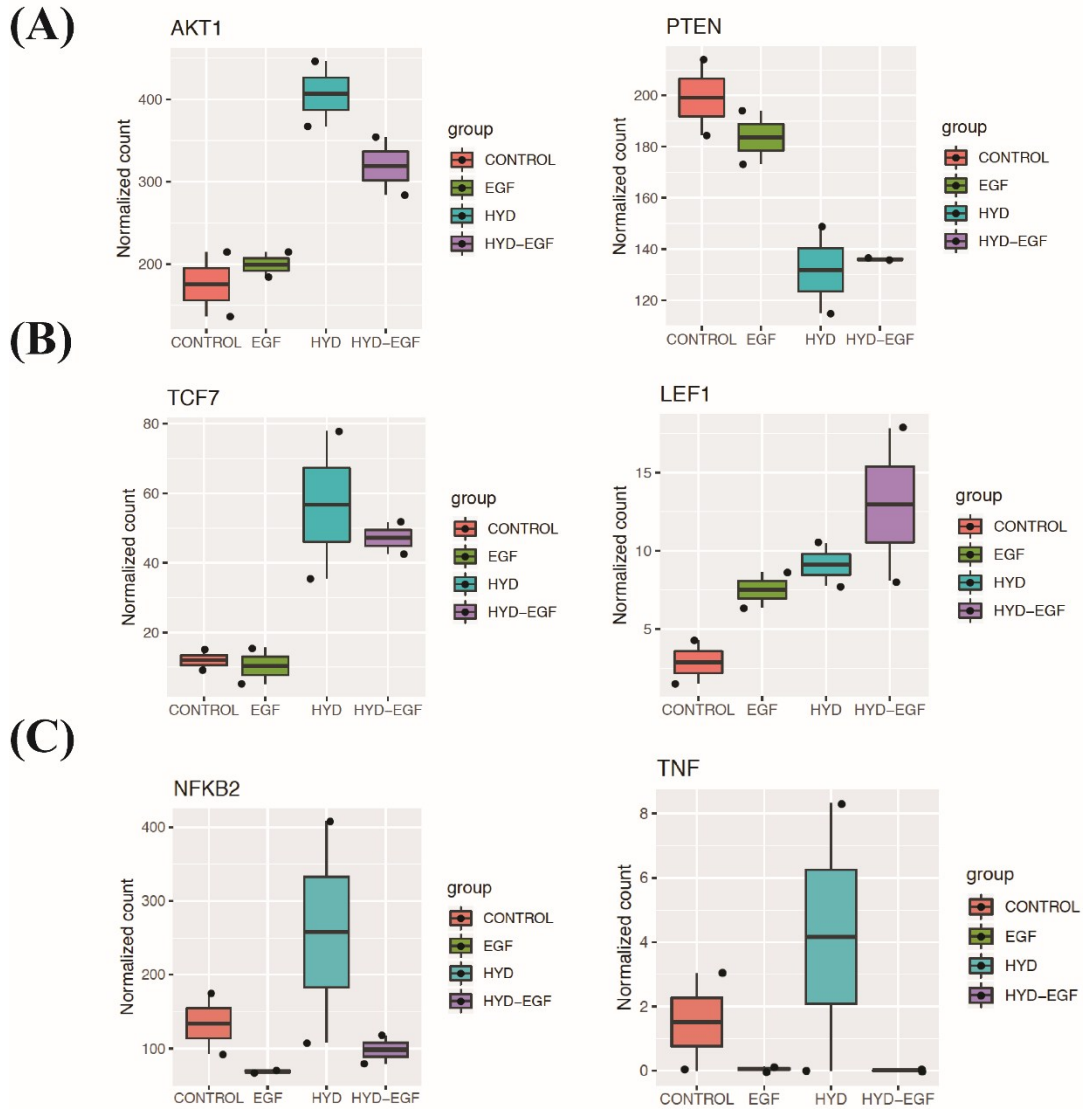 (A)
AKT1
Normalized count
400
300
200
CONTROL EGF HYD HYD-EGF
group
CONTROL
EGF
HYD
HYD-EGF
PTEN
Normalized count
200
180
160
140
120
CONTROL EGF HYD HYD-EGF
group
CONTROL
EGF
HYD
HYD-EGF
(B)
TCF7
Normalized count
80
60
40
20
CONTROL EGF HYD HYD-EGF
group
CONTROL
EGF
HYD
HYD-EGF
LEF1
Normalized count
15
10
5
CONTROL EGF HYD HYD-EGF
group
CONTROL
EGF
HYD
HYD-EGF
(C)
NFKB2
Normalized count
400
300
200
100
CONTROL EGF HYD HYD-EGF
group
CONTROL
EGF
HYD
HYD-EGF
TNF
Normalized count
8
6
4
2
0
CONTROL EGF HYD HYD-EGF
group
CONTROL
EGF
HYD
HYD-EGF